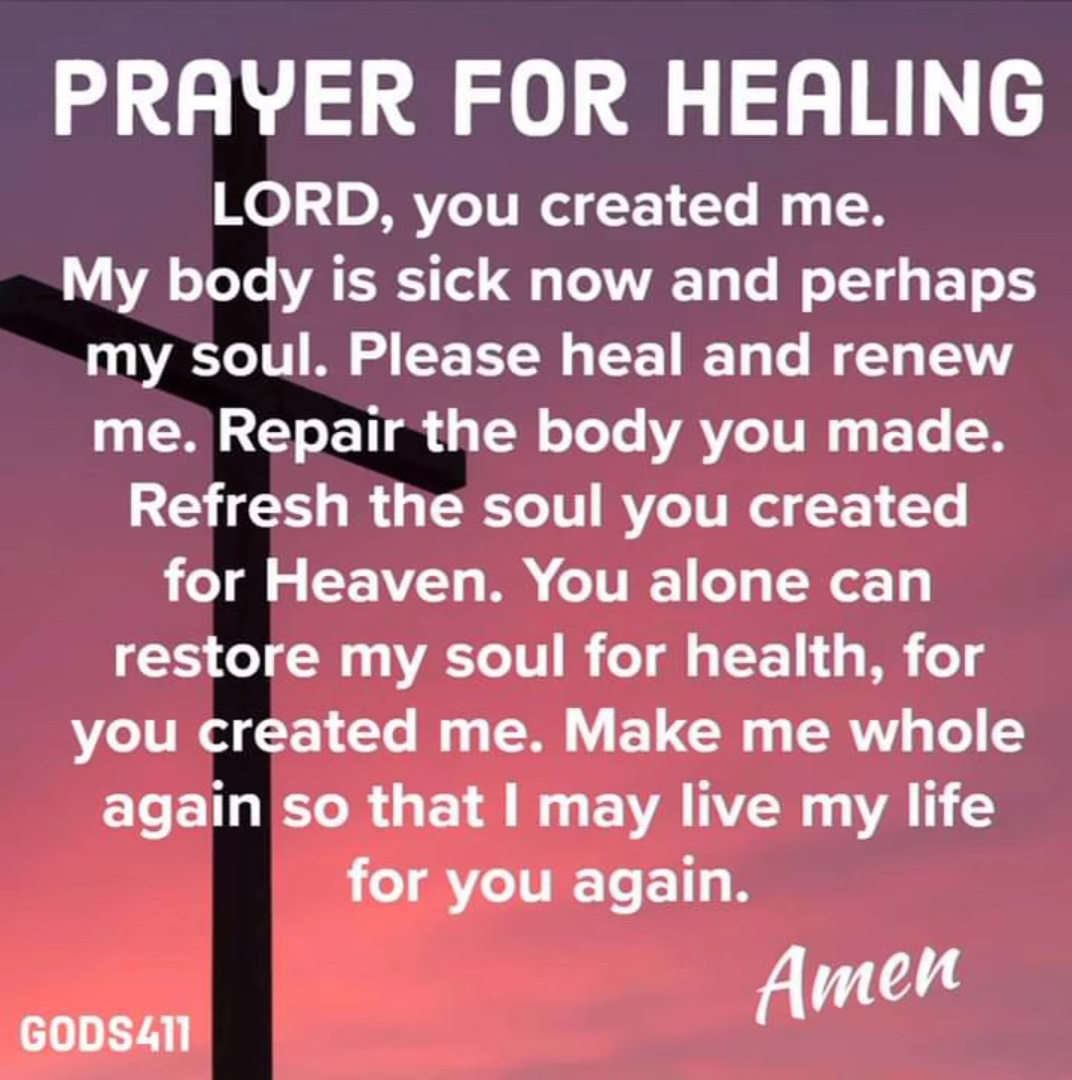 PRAYER FOR HEALING
LORD, you created me.
My body is sick now and perhaps
my soul. Please heal and renew
me. Repair the body you made.
Refresh the soul you created
for Heaven. You alone can
restore my soul for health, for
you created me. Make me whole
again so that I may live my life
for you again.
Amen
GODS411